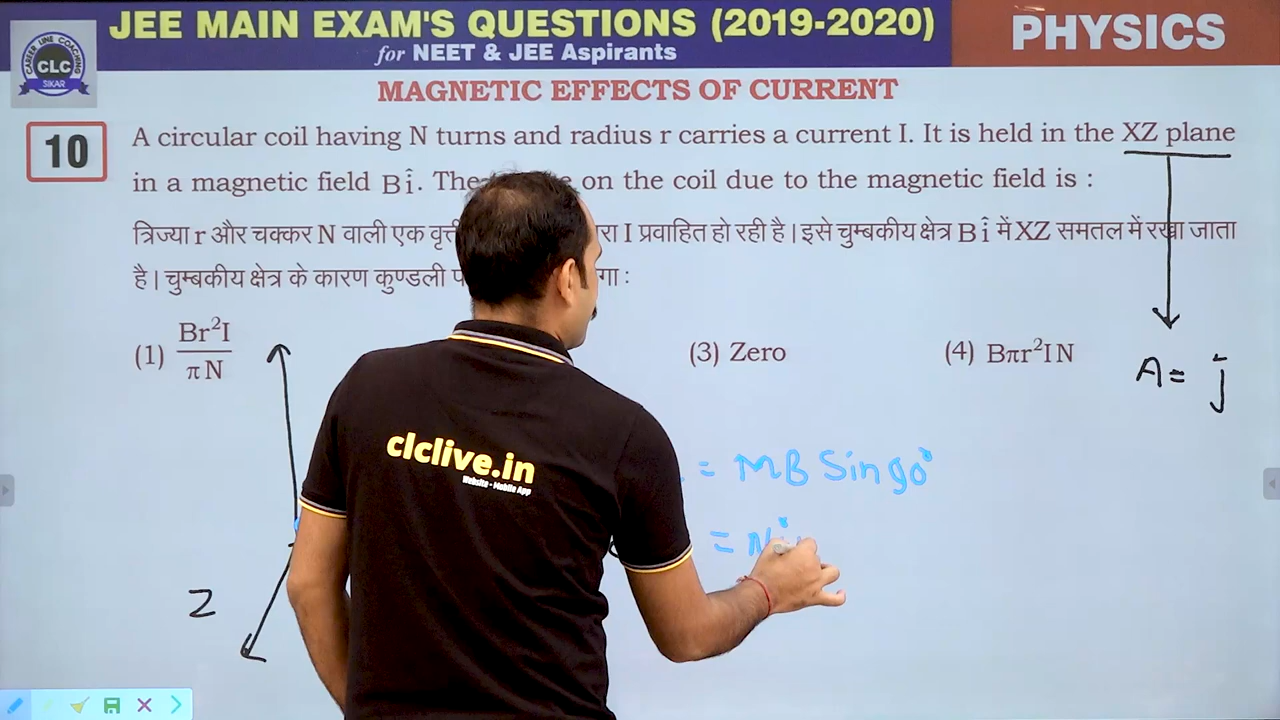 JEE MAIN EXAM'S QUESTIONS (2019-2020)
for NEET & JEE Aspirants
PHYSICS
CAREER LINE COACHING
CLC
SIKAR
MAGNETIC EFFECTS OF CURRENT
10
A circular coil having N turns and radius r carries a current I. It is held in the XZ plane
in a magnetic field Bî. The on the coil due to the magnetic field is :
त्रिज्या r और चक्कर N वाली एक I प्रवाहित हो रही है। इसे चुम्बकीय क्षेत्र Bî में XZ समतल में रखा जाता
है। चुम्बकीय क्षेत्र के कारण कुण्डली :
(1) Br²I / πN
(3) Zero
(4) Bπr²IN
A = j
= MB Sin90°
= Ni
Z
clclive.in
Website - Mobile App